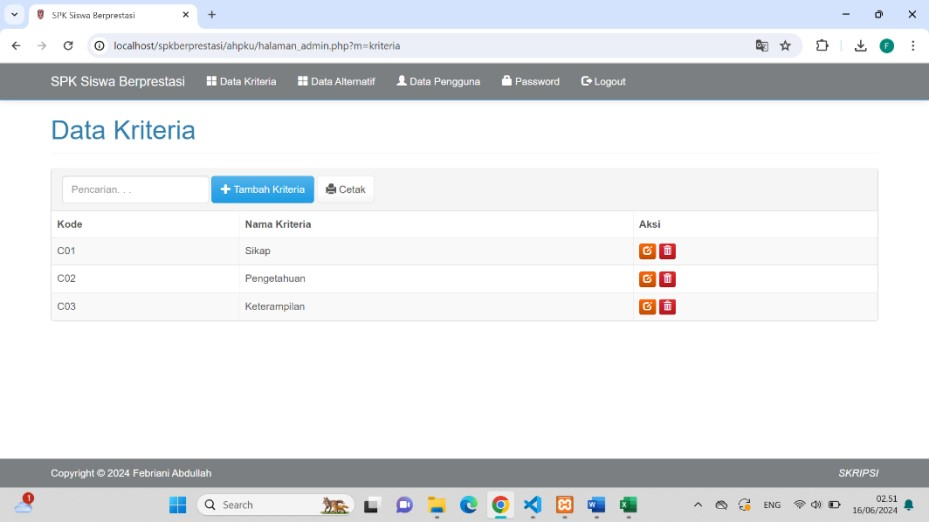 SPK Siswa Berprestasi
localhost/spkberprestasi/ahpku/halaman_admin.php?m=kriteria
F
SPK Siswa Berprestasi Data Kriteria Data Alternatif Data Pengguna Password Logout
Data Kriteria
Pencarian. . . Tambah Kriteria Cetak
Kode Nama Kriteria Aksi
C01 Sikap
C02 Pengetahuan
C03 Keterampilan
Copyright © 2024 Febriani Abdullah SKRIPSI
1 Search ENG 02.51
16/06/2024